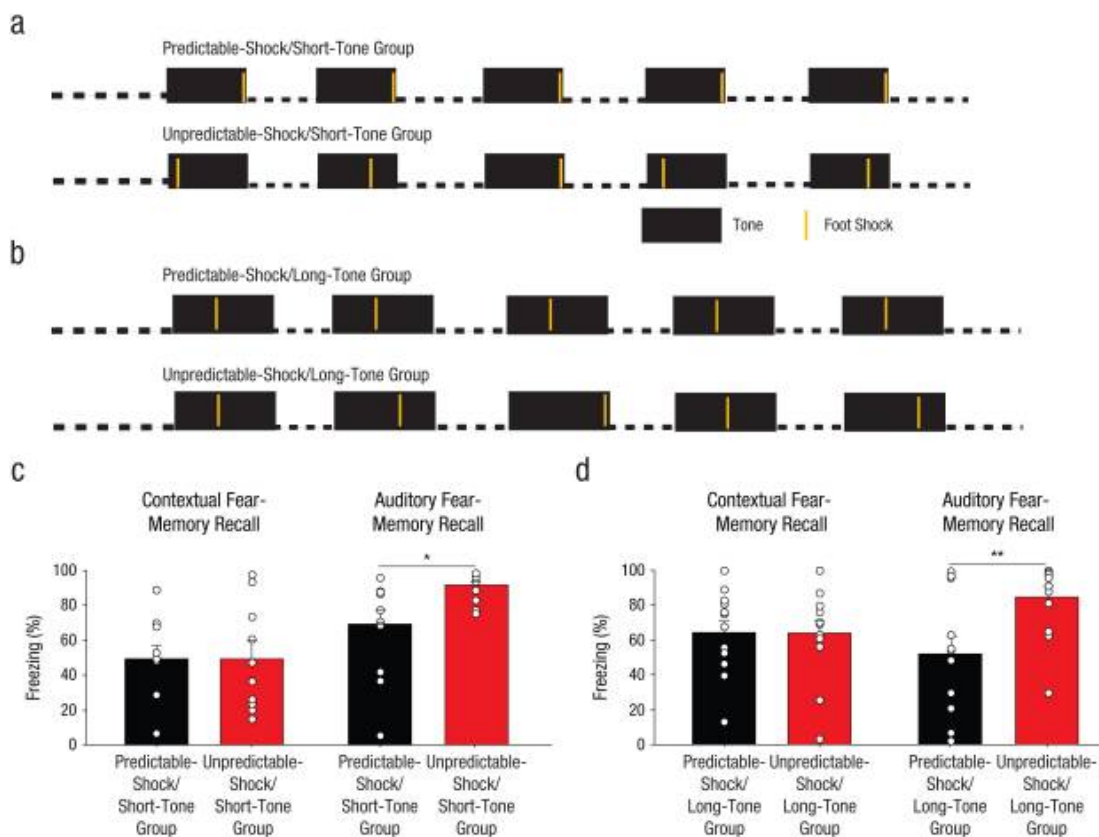 a
Predictable-Shock/Short-Tone Group
Unpredictable-Shock/Short-Tone Group
Tone
Foot Shock
b
Predictable-Shock/Long-Tone Group
Unpredictable-Shock/Long-Tone Group
c
Contextual Fear-
Memory Recall
Auditory Fear-
Memory Recall
*
100
80
60
40
20
0
Freezing (%)
Predictable-
Shock/
Short-Tone
Group
Unpredictable-
Shock/
Short-Tone
Group
Predictable-
Shock/
Short-Tone
Group
Unpredictable-
Shock/
Short-Tone
Group
d
Contextual Fear-
Memory Recall
Auditory Fear-
Memory Recall
**
100
80
60
40
20
0
Freezing (%)
Predictable-
Shock/
Long-Tone
Group
Unpredictable-
Shock/
Long-Tone
Group
Predictable-
Shock/
Long-Tone
Group
Unpredictable-
Shock/
Long-Tone
Group